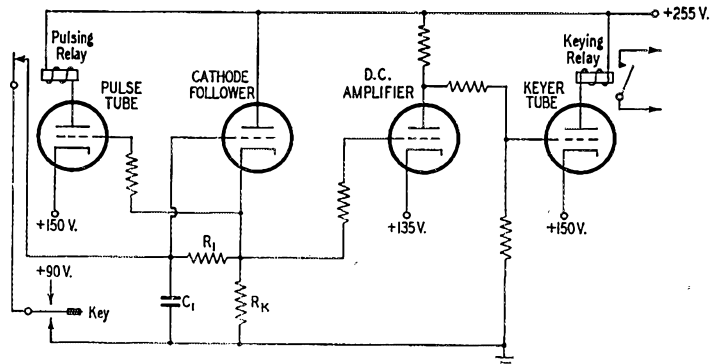 +255 V.
Pulsing
Relay
PULSE
TUBE
CATHODE
FOLLOWER
D.C.
AMPLIFIER
Keying
Relay
KEYER
TUBE
+150 V.
+135 V.
+150 V.
R₁
+90 V.
Key
C₁
R_K